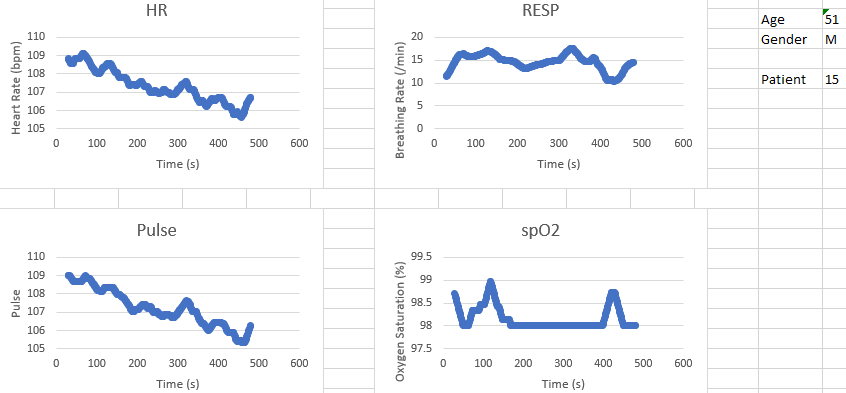 HR
Heart Rate (bpm)
110
109
108
107
106
105
0 100 200 300 400 500 600
Time (s)
RESP
Breathing Rate (/min)
20
15
10
5
0
0 100 200 300 400 500 600
Time (s)
Age 51
Gender M
Patient 15
Pulse
Pulse
110
109
108
107
106
105
0 100 200 300 400 500 600
Time (s)
spO2
Oxygen Saturation (%)
99.5
99
98.5
98
97.5
0 100 200 300 400 500 600
Time (s)